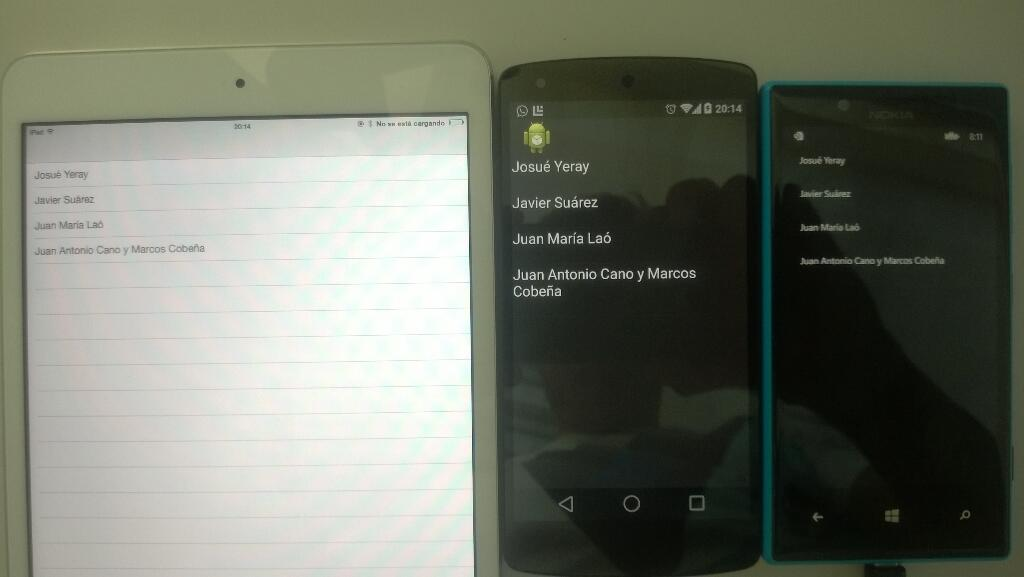 iPad
20:14
No se está cargando
Josué Yeray
Javier Suárez
Juan María Laó
Juan Antonio Cano y Marcos Cobeña
20:14
Josué Yeray
Javier Suárez
Juan María Laó
Juan Antonio Cano y Marcos
Cobeña
NOKIA
8:11
Josué Yeray
Javier Suárez
Juan María Laó
Juan Antonio Cano y Marcos Cobeña